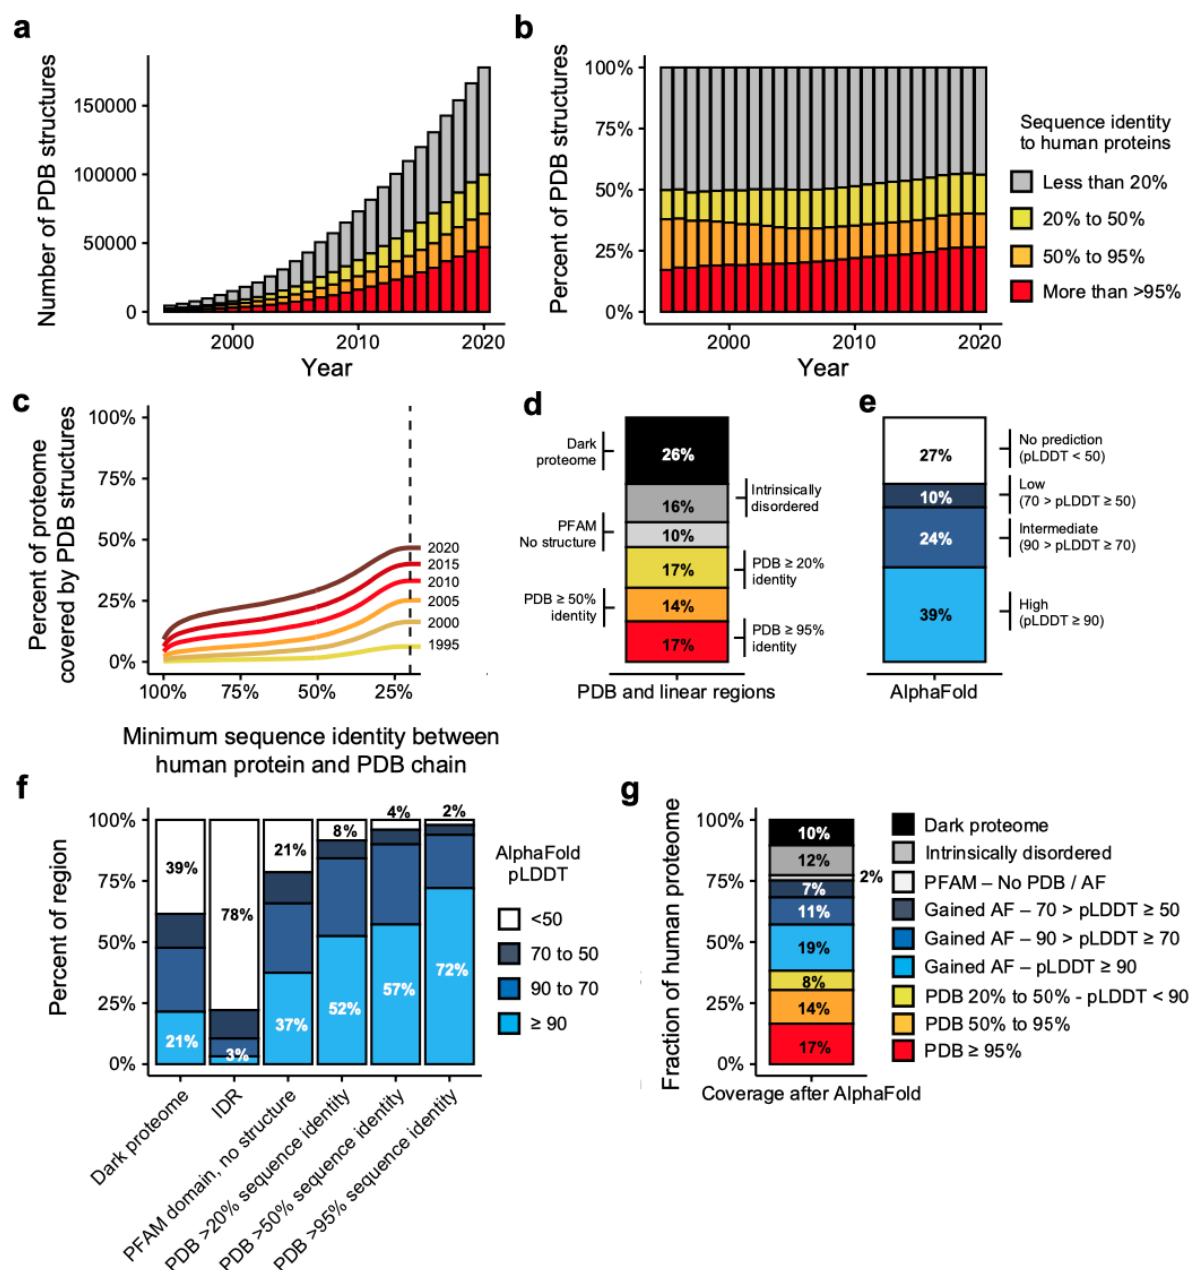 a
Number of PDB structures
150000
100000
50000
0
2000
2010
2020
Year
b
Percent of PDB structures
100%
75%
50%
25%
0%
2000
2010
2020
Year
Sequence identity
to human proteins
Less than 20%
20% to 50%
50% to 95%
More than >95%
c
Percent of proteome
covered by PDB structures
100%
75%
50%
25%
0%
2020
2015
2010
2005
2000
1995
100%
75%
50%
25%
Minimum sequence identity between
human protein and PDB chain
d
Dark
proteome
26%
Intrinsically
disordered
16%
PFAM
No structure
10%
17%
PDB ≥ 20%
identity
PDB ≥ 50%
identity
14%
17%
PDB ≥ 95%
identity
PDB and linear regions
e
27%
No prediction
(pLDDT < 50)
10%
Low
(70 > pLDDT ≥ 50)
24%
Intermediate
(90 > pLDDT ≥ 70)
39%
High
(pLDDT ≥ 90)
AlphaFold
f
Percent of region
100%
75%
50%
25%
0%
39%
21%
78%
3%
21%
37%
8%
52%
4%
57%
2%
72%
Dark proteome
IDR
PFAM domain, no structure
PDB >20% sequence identity
PDB >50% sequence identity
PDB >95% sequence identity
AlphaFold
pLDDT
<50
70 to 50
90 to 70
≥ 90
g
Fraction of human proteome
100%
75%
50%
25%
0%
10%
12%
2%
7%
11%
19%
8%
14%
17%
Coverage after AlphaFold
Dark proteome
Intrinsically disordered
PFAM – No PDB / AF
Gained AF – 70 > pLDDT ≥ 50
Gained AF – 90 > pLDDT ≥ 70
Gained AF – pLDDT ≥ 90
PDB 20% to 50% - pLDDT < 90
PDB 50% to 95%
PDB ≥ 95%